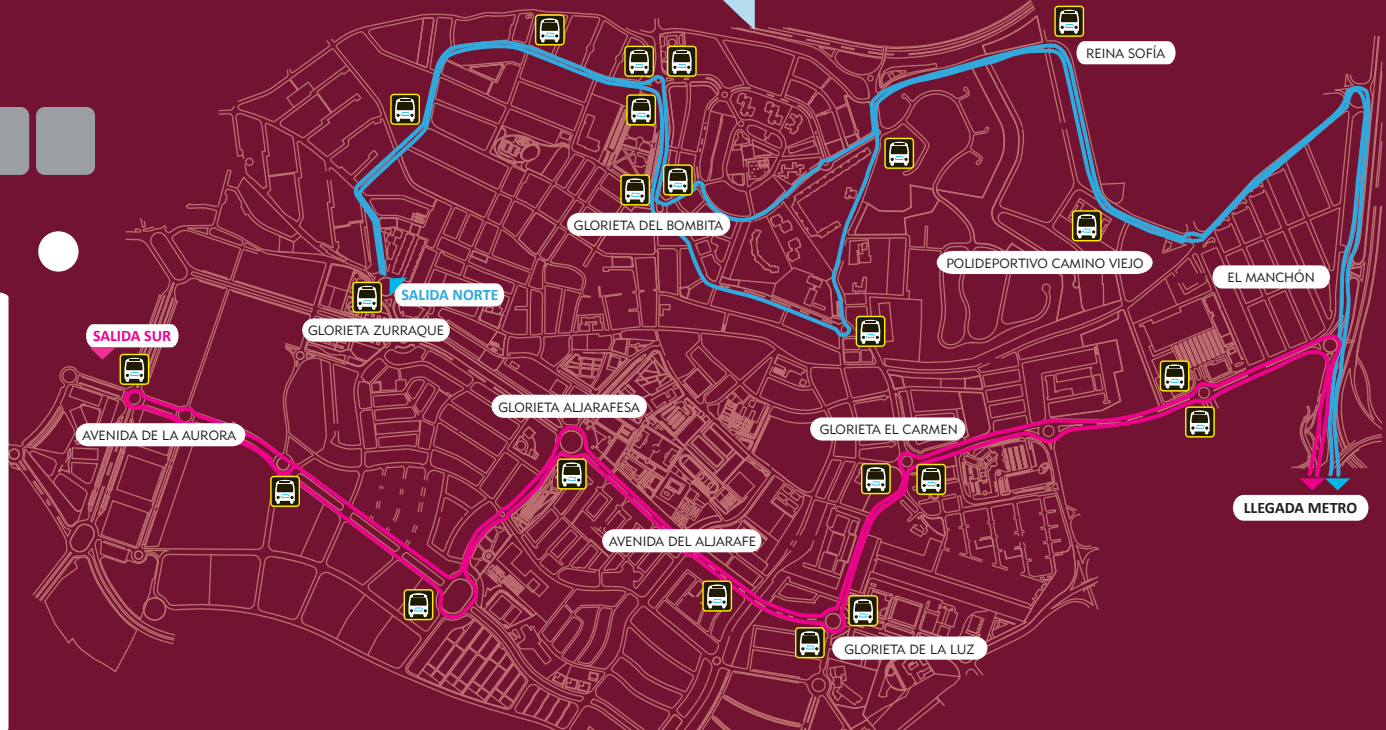 REINA SOFÍA
GLORIETA DEL BOMBITA
POLIDEPORTIVO CAMINO VIEJO
EL MANCHÓN
SALIDA NORTE
GLORIETA ZURRAQUE
SALIDA SUR
GLORIETA ALJARAFESA
AVENIDA DE LA AURORA
GLORIETA EL CARMEN
LLEGADA METRO
AVENIDA DEL ALJARAFE
GLORIETA DE LA LUZ